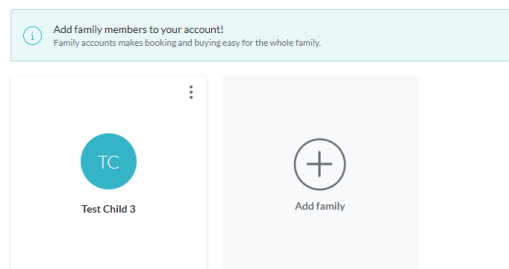 Add family members to your account!
Family accounts makes booking and buying easy for the whole family.
TC
Test Child 3
Add family